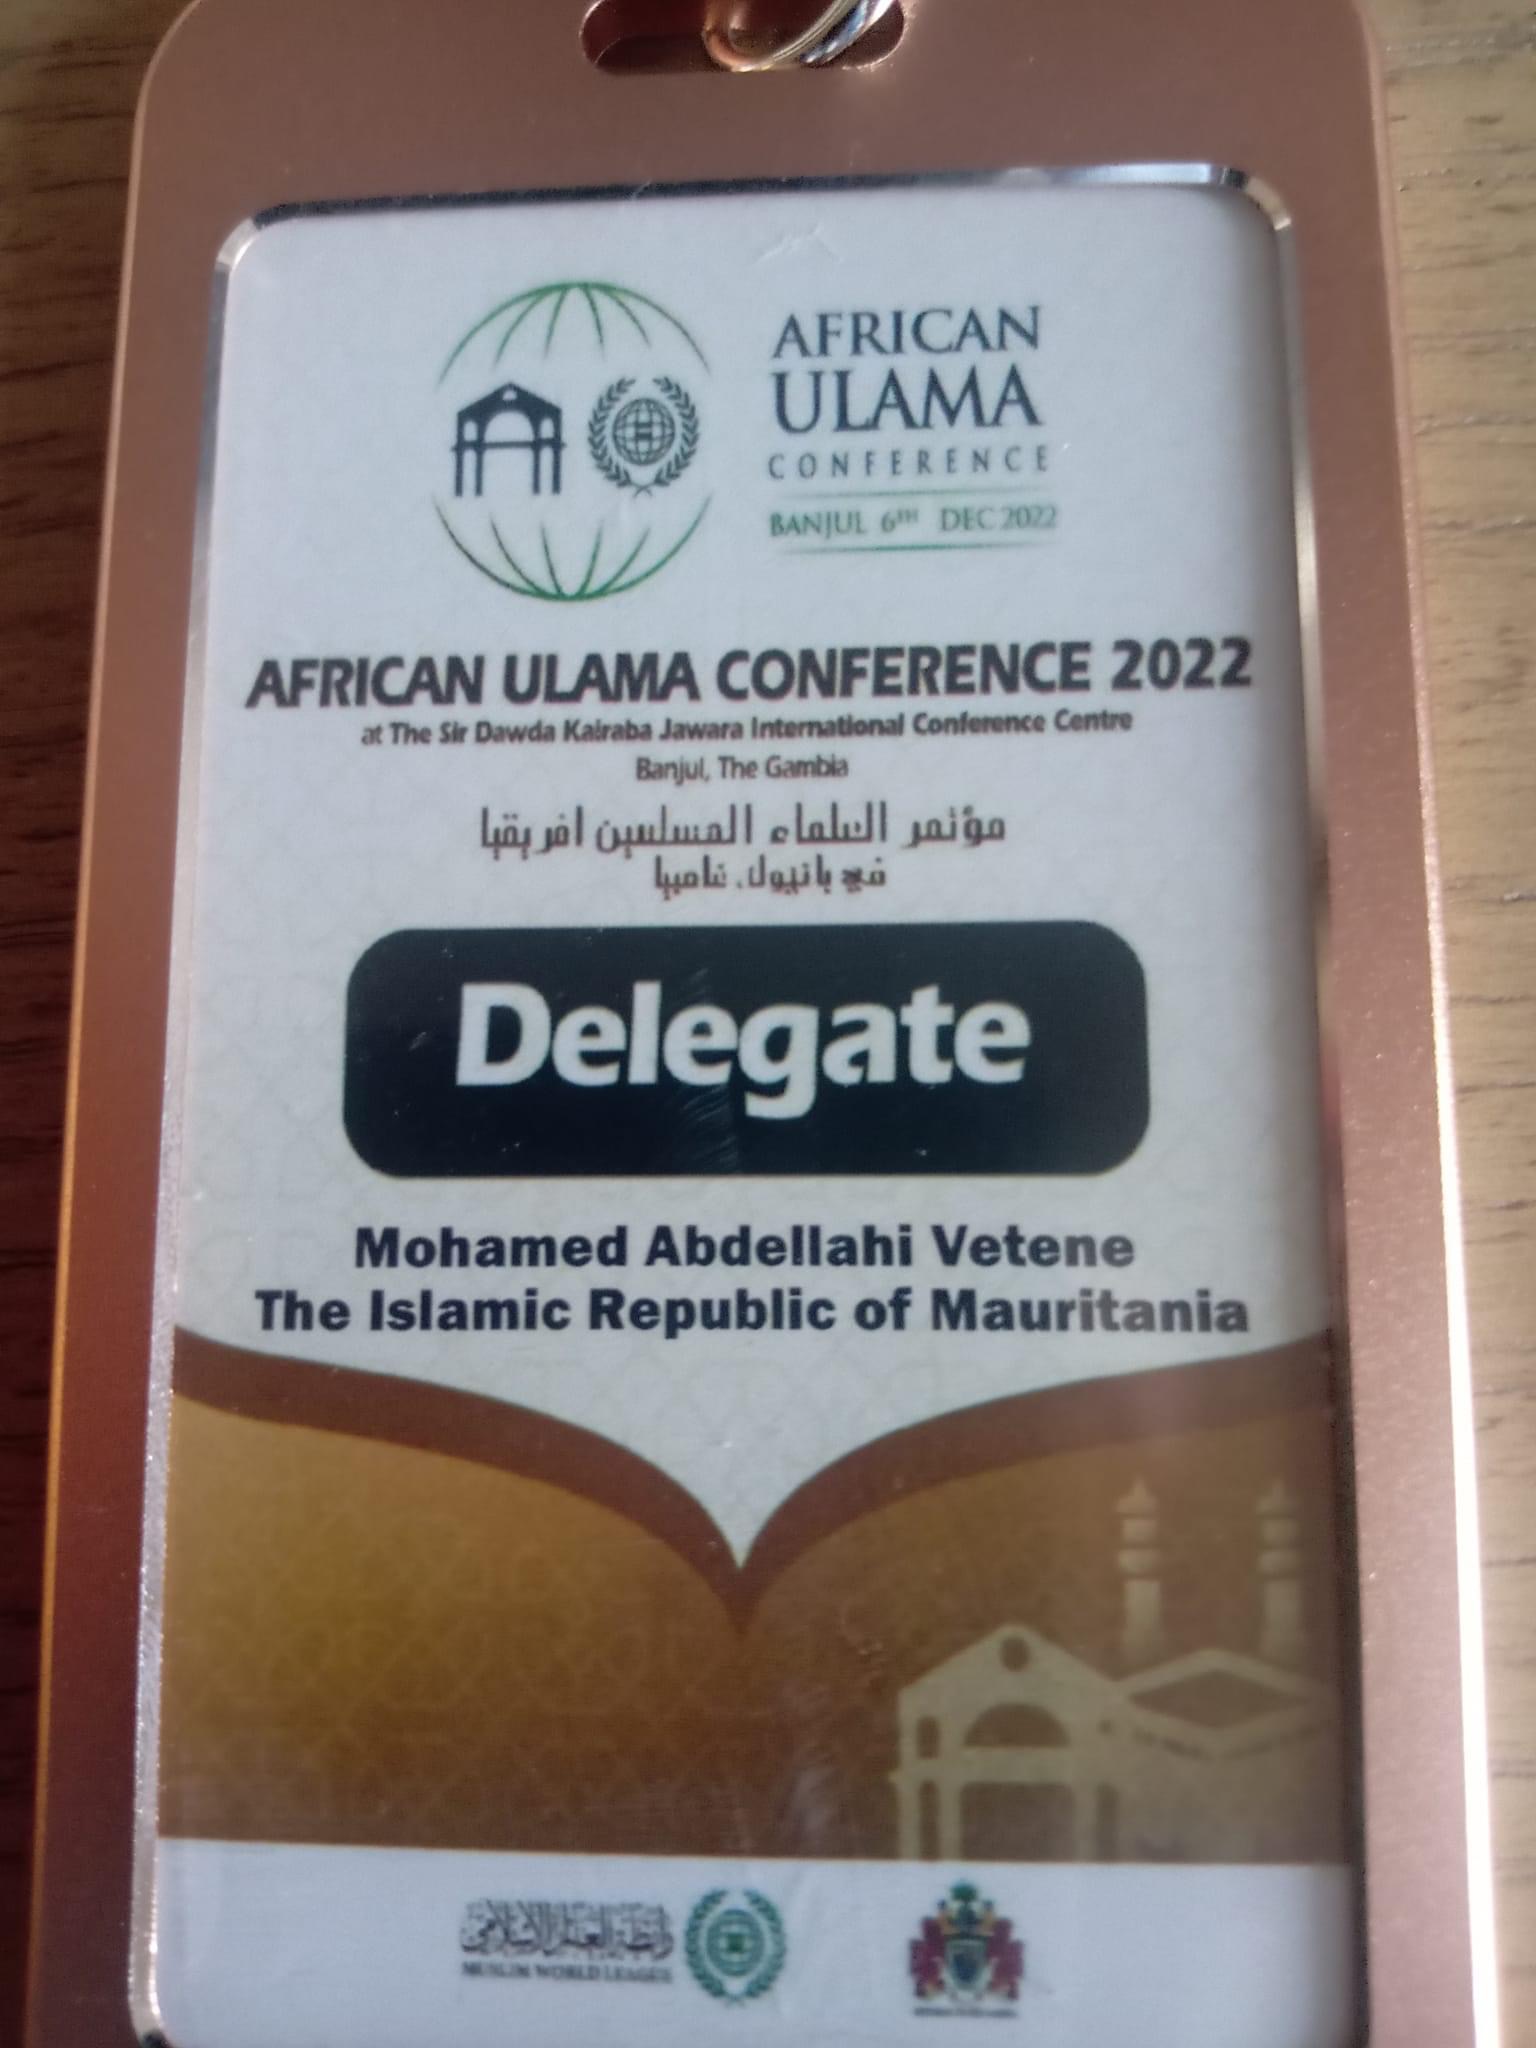 AFRICAN
ULAMA
CONFERENCE
BANJUL 6TH DEC 2022
AFRICAN ULAMA CONFERENCE 2022
at The Sir Dawda Kairaba Jawara International Conference Centre
Banjul, The Gambia
مؤتمر العلماء المسلمين افريقيا
في بانيول، غامبيا
Delegate
Mohamed Abdellahi Vetene
The Islamic Republic of Mauritania
رابطة العالم الإسلامي
MUSLIM WORLD LEAGUE